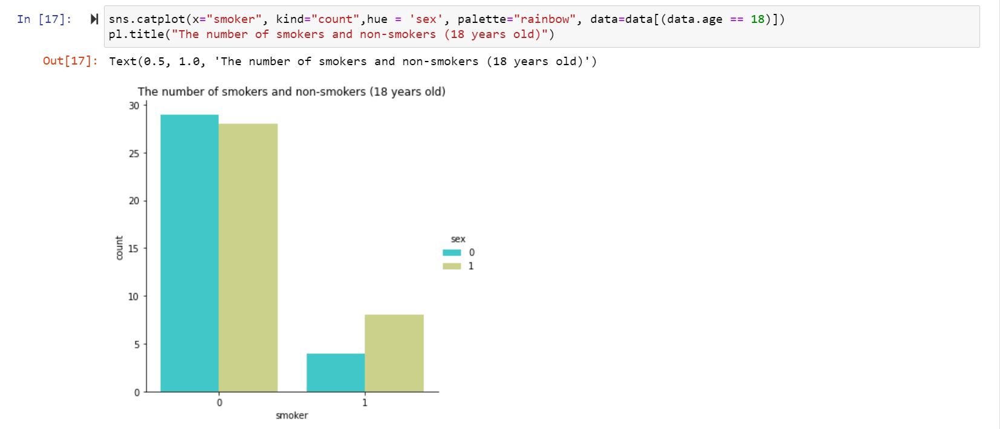 In [17]:
sns.catplot(x="smoker", kind="count",hue = 'sex', palette="rainbow", data=data[(data.age == 18)])
pl.title("The number of smokers and non-smokers (18 years old)")
Out[17]: Text(0.5, 1.0, 'The number of smokers and non-smokers (18 years old)')
The number of smokers and non-smokers (18 years old)
30
25
20
15
10
5
0
count
0 1
smoker
sex
0
1